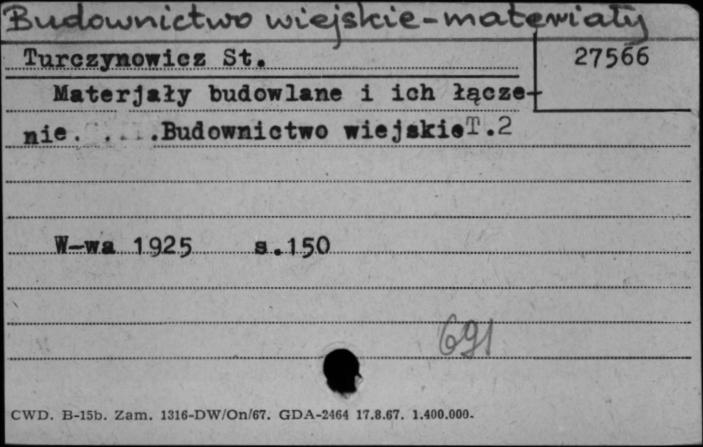 Budownictwo wiejskie-materiały
Turczynowicz St. 27566
Materjały budowlane i ich łącze-
nie. . ...Budownictwo wiejskieT.2
W-wa 1925 s.150
691
CWD. B-15b. Zam. 1316-DW/On/67. GDA-2464 17.8.67. 1.400.000.